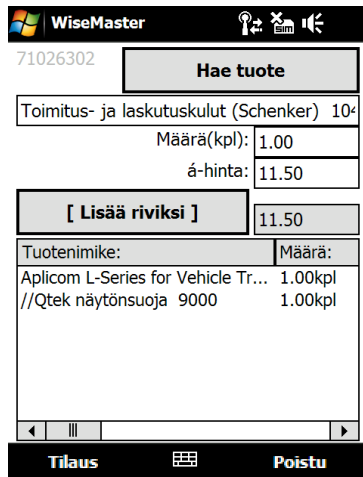 WiseMaster
71026302
Hae tuote
Toimitus- ja laskutuskulut (Schenker) 104
Määrä(kpl): 1.00
á-hinta: 11.50
[ Lisää riviksi ] 11.50
Tuotenimike: Määrä:
Aplicom L-Series for Vehicle Tr... 1.00kpl
//Qtek näytönsuoja 9000 1.00kpl
Tilaus Poistu